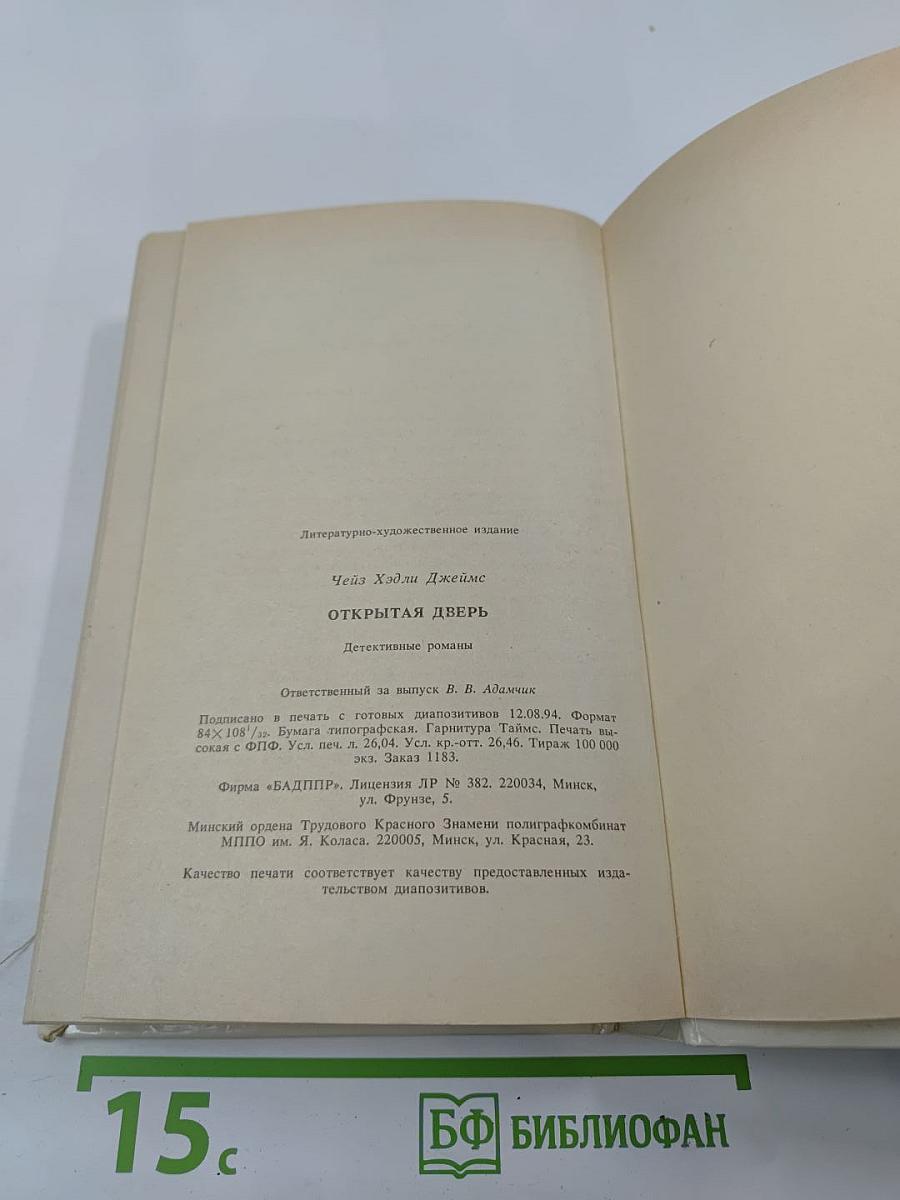 Литературно-художественное издание
Чейз Хэдли Джеймс
ОТКРЫТАЯ ДВЕРЬ
Детективные романы
Ответственный за выпуск В. В. Адамчик
Подписано в печать с готовых диапозитивов 12.08.94. Формат
84×108¹/₃₂. Бумага типографская. Гарнитура Таймс. Печать вы-
сокая с ФПФ. Усл. печ. л. 26,04. Усл. кр.-отт. 26,46. Тираж 100 000
экз. Заказ 1183.
Фирма «БАДППР». Лицензия ЛР № 382. 220034, Минск,
ул. Фрунзе, 5.
Минский ордена Трудового Красного Знамени полиграфкомбинат
МППО им. Я. Коласа. 220005, Минск, ул. Красная, 23.
Качество печати соответствует качеству предоставленных изда-
тельством диапозитивов.
15 с
БФ БИБЛИОФАН